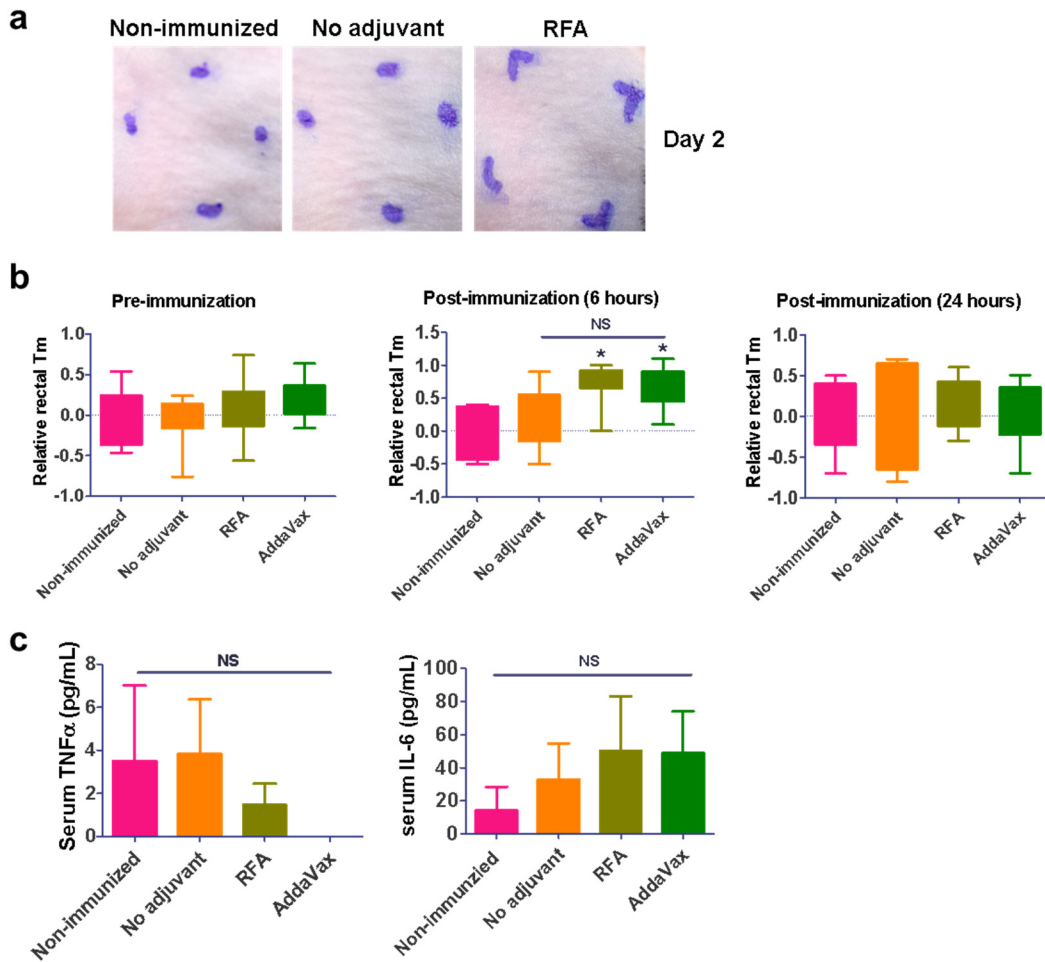 a
Non-immunized No adjuvant RFA
Day 2
b
Pre-immunization
Relative rectal Tm
1.0
0.5
0.0
-0.5
-1.0
Non-immunized
No adjuvant
RFA
AddaVax
Post-immunization (6 hours)
Relative rectal Tm
1.5
1.0
0.5
0.0
-0.5
-1.0
NS
*
*
Non-immunized
No adjuvant
RFA
AddaVax
Post-immunization (24 hours)
Relative rectal Tm
1.0
0.5
0.0
-0.5
-1.0
Non-immunized
No adjuvant
RFA
AddaVax
c
Serum TNFα (pg/mL)
8
6
4
2
0
NS
Non-immunized
No adjuvant
RFA
AddaVax
serum IL-6 (pg/mL)
100
80
60
40
20
0
NS
Non-immunzied
No adjuvant
RFA
AddaVax